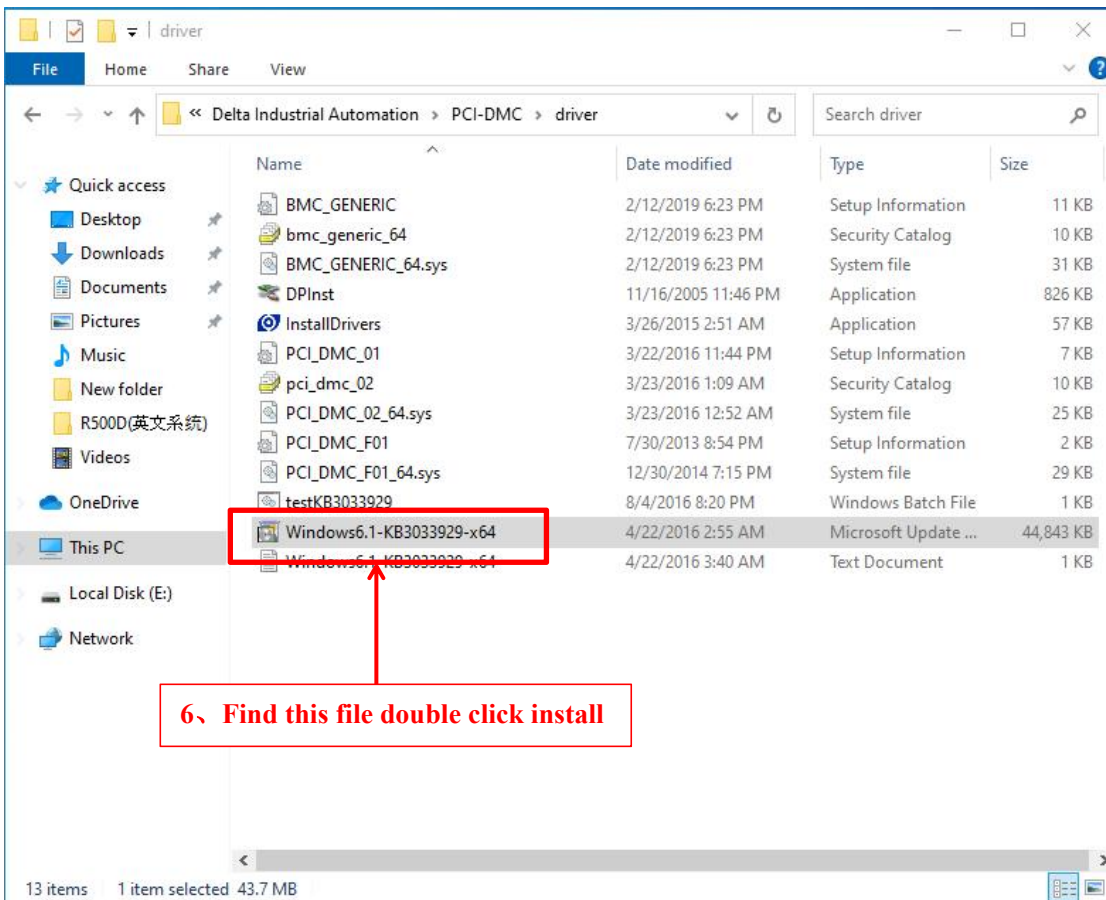 driver
File Home Share View
« Delta Industrial Automation > PCI-DMC > driver
Search driver
Name Date modified Type Size
Quick access
Desktop
Downloads
Documents
Pictures
Music
New folder
R500D(英文系统)
Videos
OneDrive
This PC
Local Disk (E:)
Network
BMC_GENERIC 2/12/2019 6:23 PM Setup Information 11 KB
bmc_generic_64 2/12/2019 6:23 PM Security Catalog 10 KB
BMC_GENERIC_64.sys 2/12/2019 6:23 PM System file 31 KB
DPInst 11/16/2005 11:46 PM Application 826 KB
InstallDrivers 3/26/2015 2:51 AM Application 57 KB
PCI_DMC_01 3/22/2016 11:44 PM Setup Information 7 KB
pci_dmc_02 3/23/2016 1:09 AM Security Catalog 10 KB
PCI_DMC_02_64.sys 3/23/2016 12:52 AM System file 25 KB
PCI_DMC_F01 7/30/2013 8:54 PM Setup Information 2 KB
PCI_DMC_F01_64.sys 12/30/2014 7:15 PM System file 29 KB
testKB3033929 8/4/2016 8:20 PM Windows Batch File 1 KB
Windows6.1-KB3033929-x64 4/22/2016 2:55 AM Microsoft Update ... 44,843 KB
Windows6.1-KB3033929-x64 4/22/2016 3:40 AM Text Document 1 KB
6、Find this file double click install
13 items 1 item selected 43.7 MB